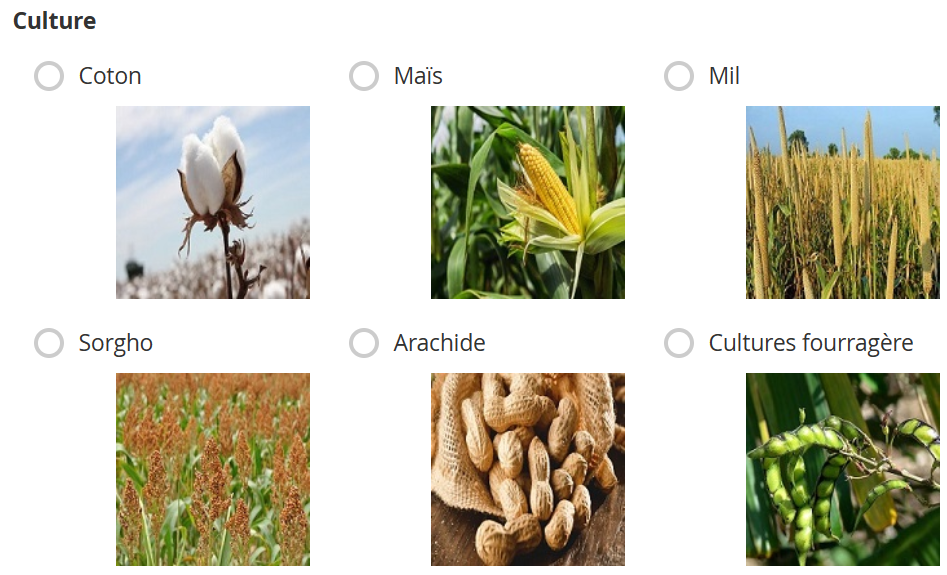 Culture
Coton
Maïs
Mil
Sorgho
Arachide
Cultures fourragère